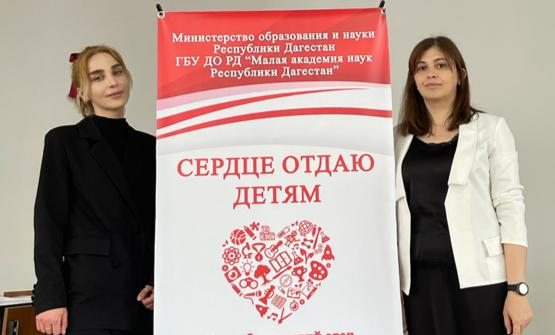 Министерство образования и науки
Республики Дагестан
ГБУ ДО РД "Малая академия наук
Республики Дагестан"
СЕРДЦЕ ОТДАЮ
ДЕТЯМ